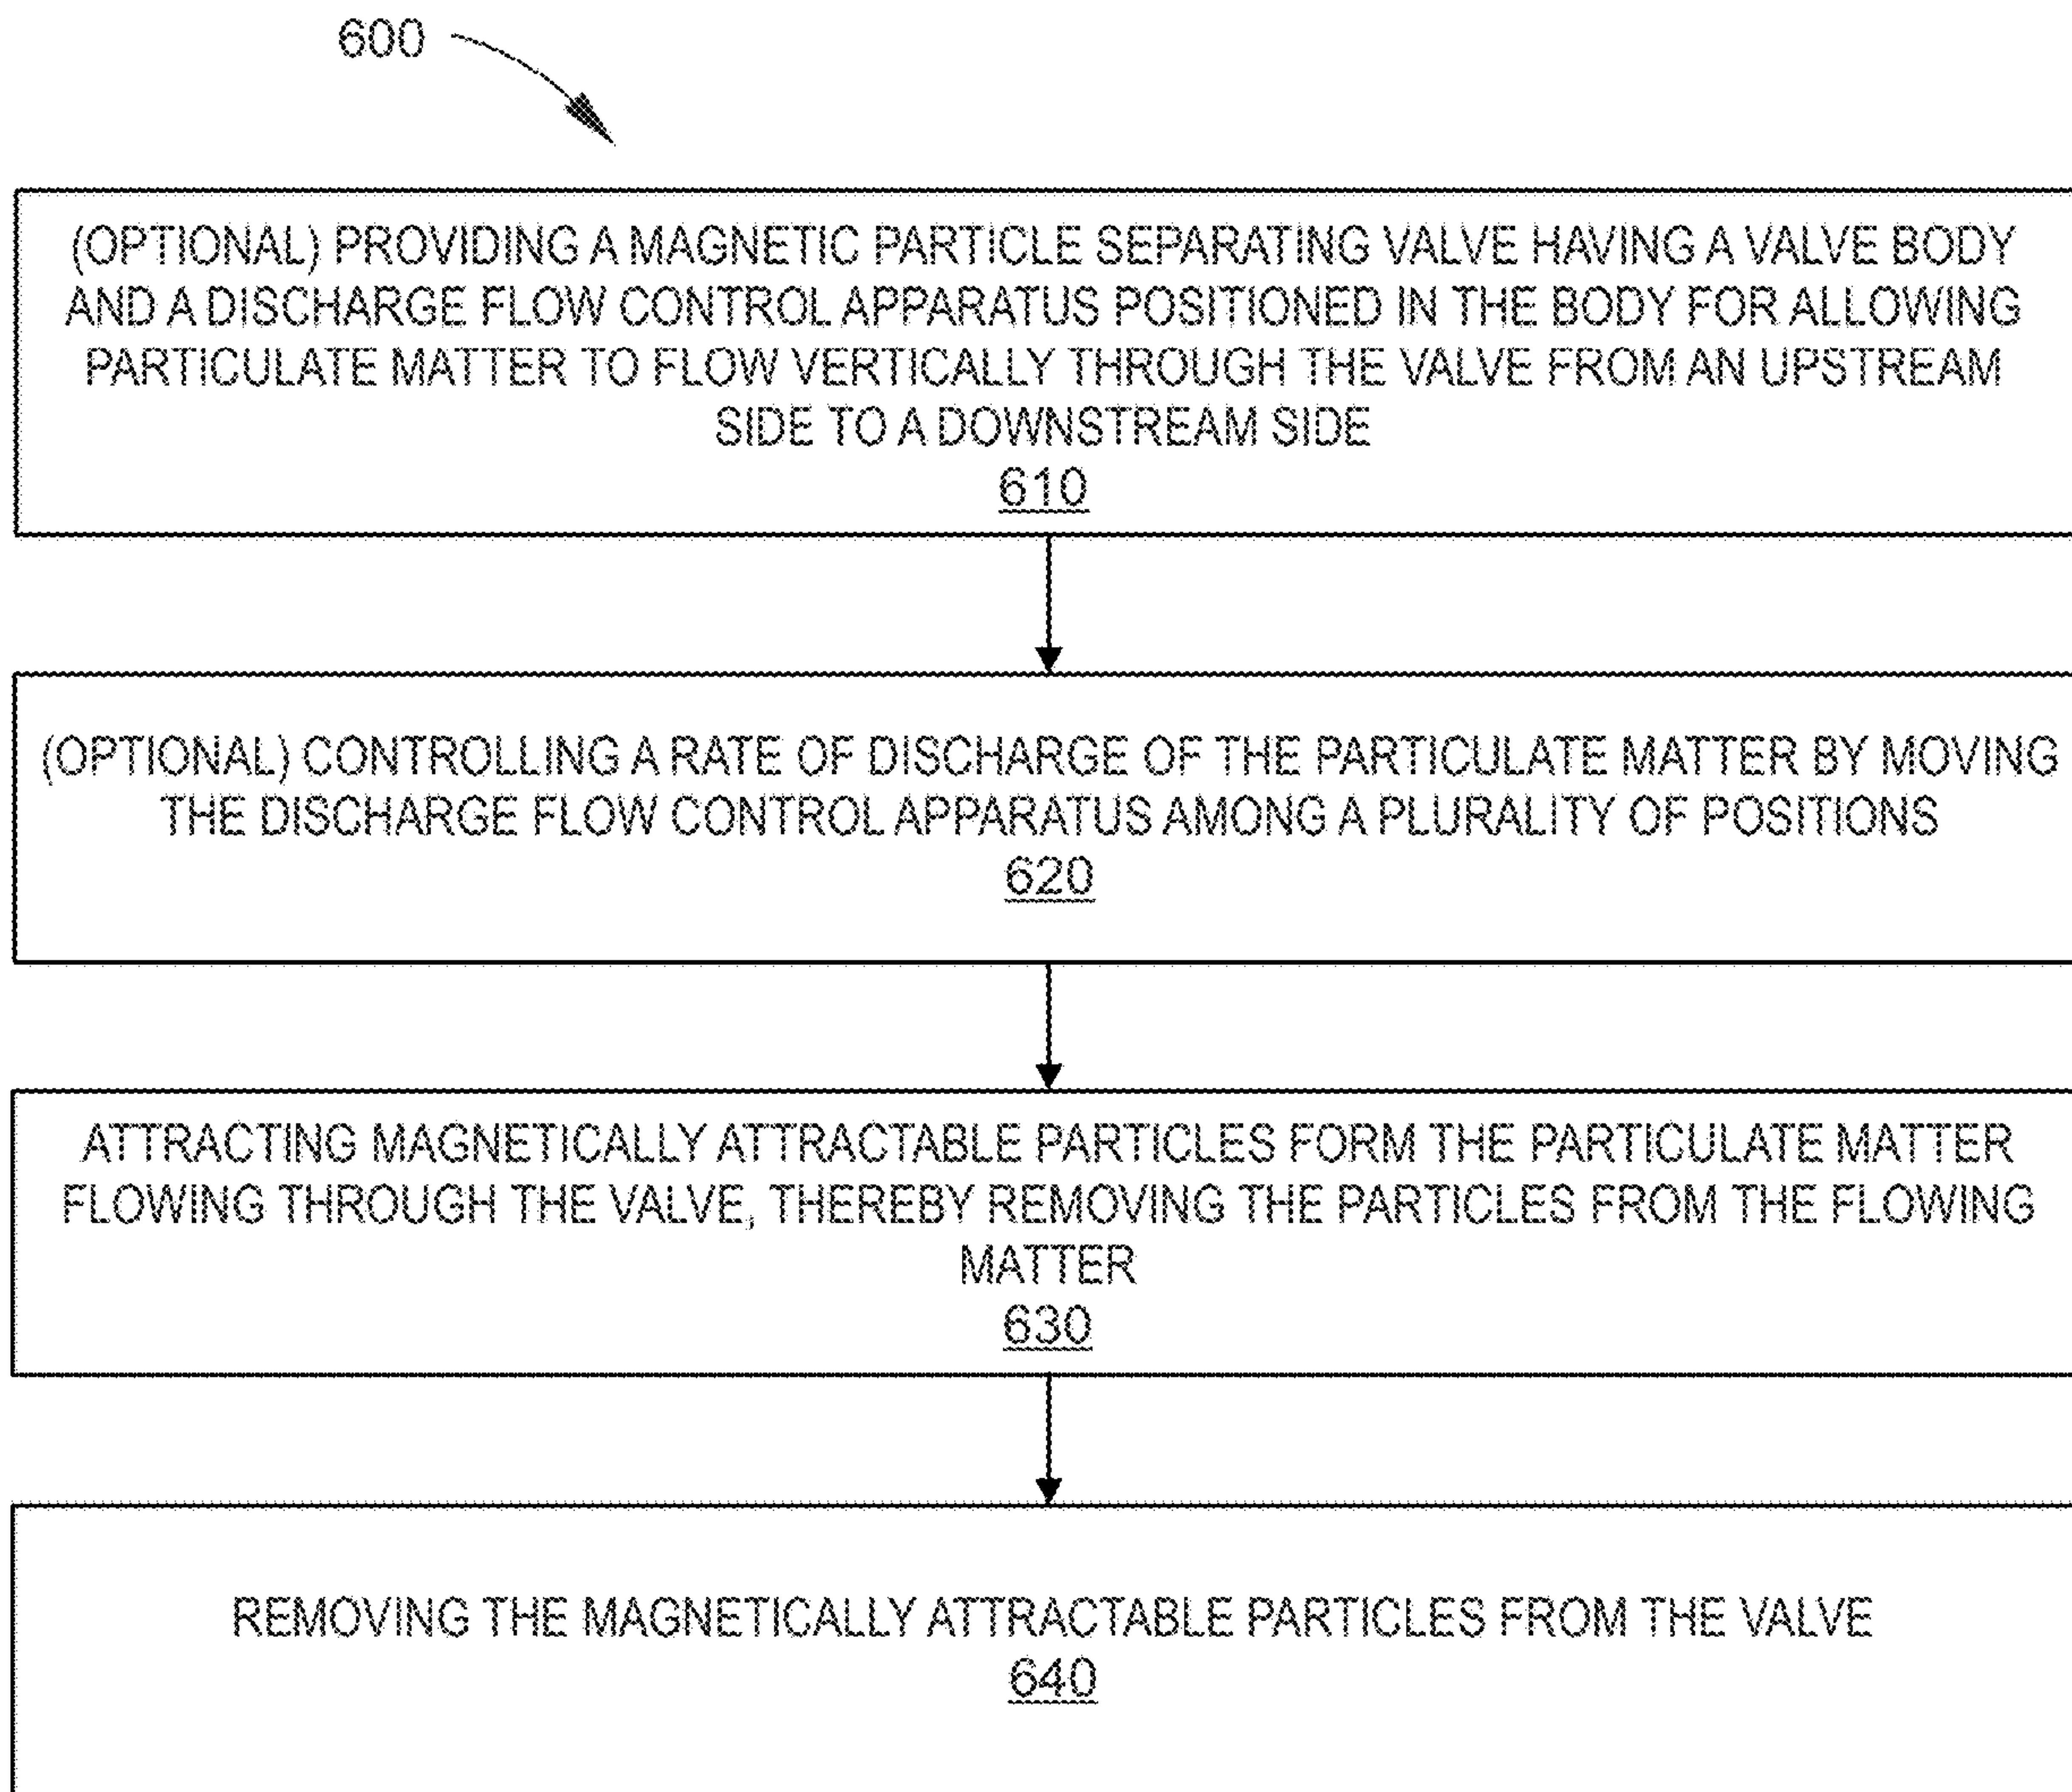 600
(OPTIONAL) PROVIDING A MAGNETIC PARTICLE SEPARATING VALVE HAVING A VALVE BODY
AND A DISCHARGE FLOW CONTROL APPARATUS POSITIONED IN THE BODY FOR ALLOWING
PARTICULATE MATTER TO FLOW VERTICALLY THROUGH THE VALVE FROM AN UPSTREAM
SIDE TO A DOWNSTREAM SIDE
610
(OPTIONAL) CONTROLLING A RATE OF DISCHARGE OF THE PARTICULATE MATTER BY MOVING
THE DISCHARGE FLOW CONTROL APPARATUS AMONG A PLURALITY OF POSITIONS
620
ATTRACTING MAGNETICALLY ATTRACTABLE PARTICLES FORM THE PARTICULATE MATTER
FLOWING THROUGH THE VALVE, THEREBY REMOVING THE PARTICLES FROM THE FLOWING
MATTER
630
REMOVING THE MAGNETICALLY ATTRACTABLE PARTICLES FROM THE VALVE
640